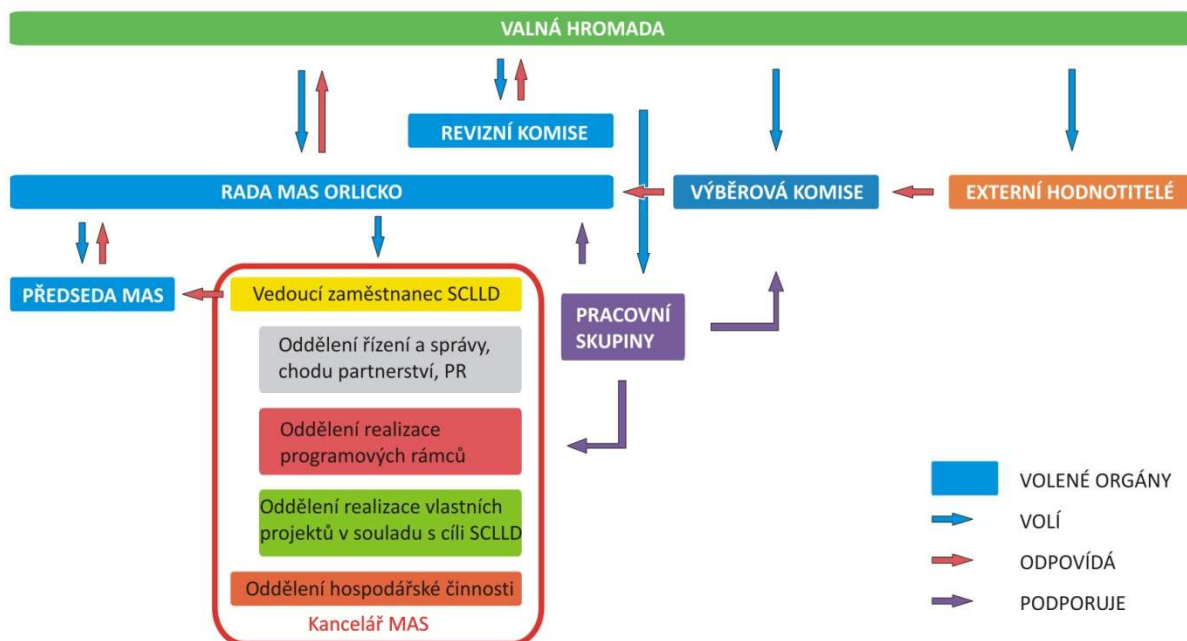 VALNÁ HROMADA
REVIZNÍ KOMISE
RADA MAS ORLICKO
VÝBĚROVÁ KOMISE
EXTERNÍ HODNOTITELÉ
PŘEDSEDA MAS
Vedoucí zaměstnanec SCLLD
PRACOVNÍ
SKUPINY
Oddělení řízení a správy,
chodu partnerství, PR
Oddělení realizace
programových rámců
Oddělení realizace vlastních
projektů v souladu s cíli SCLLD
Oddělení hospodářské činnosti
Kancelář MAS
VOLENÉ ORGÁNY
VOLÍ
ODPOVÍDÁ
PODPORUJE